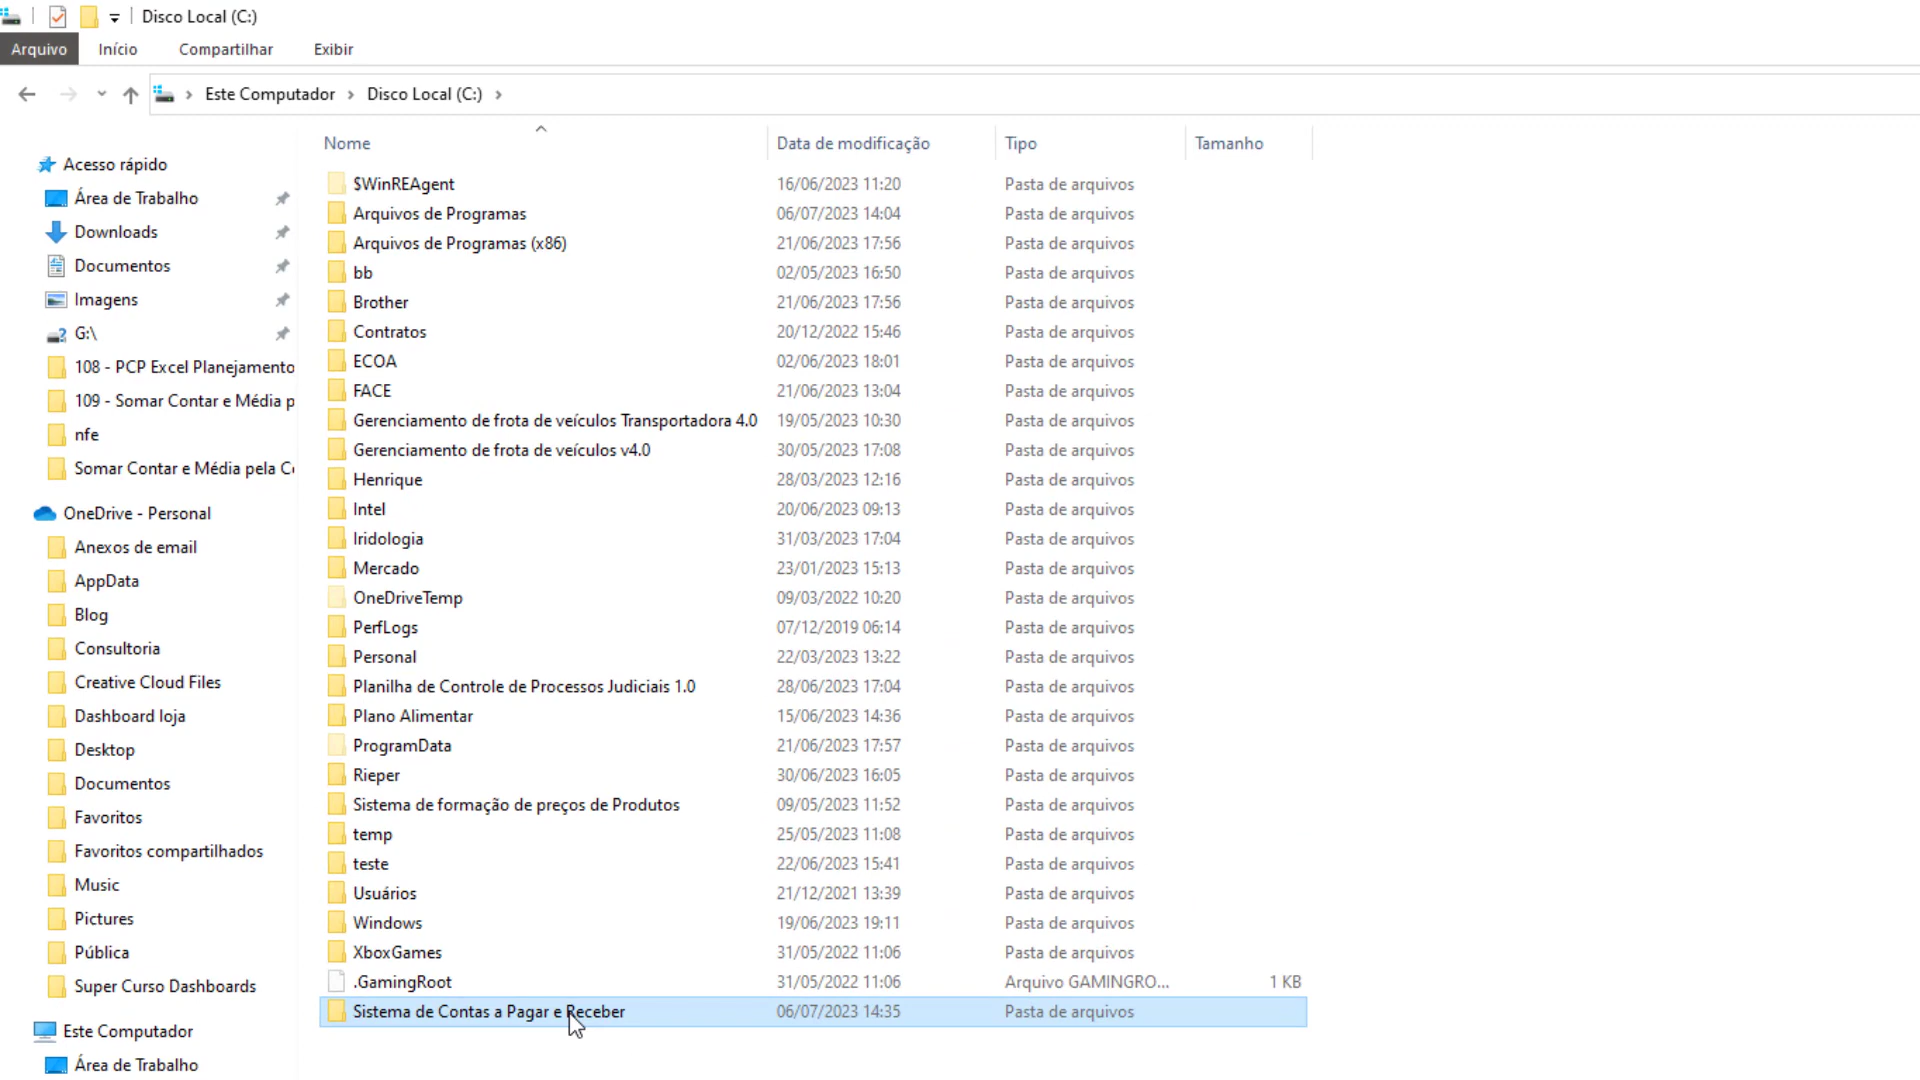 Disco Local (C:)
Arquivo Início Compartilhar Exibir
Este Computador Disco Local (C:)
Nome Data de modificação Tipo Tamanho
Acesso rápido
Área de Trabalho
Downloads
Documentos
Imagens
G:\
108 - PCP Excel Planejamento
109 - Somar Contar e Média p
nfe
Somar Contar e Média pela C
OneDrive - Personal
Anexos de email
AppData
Blog
Consultoria
Creative Cloud Files
Dashboard loja
Desktop
Documentos
Favoritos
Favoritos compartilhados
Music
Pictures
Pública
Super Curso Dashboards
Este Computador
Área de Trabalho
$WinREAgent 16/06/2023 11:20 Pasta de arquivos
Arquivos de Programas 06/07/2023 14:04 Pasta de arquivos
Arquivos de Programas (x86) 21/06/2023 17:56 Pasta de arquivos
bb 02/05/2023 16:50 Pasta de arquivos
Brother 21/06/2023 17:56 Pasta de arquivos
Contratos 20/12/2022 15:46 Pasta de arquivos
ECOA 02/06/2023 18:01 Pasta de arquivos
FACE 21/06/2023 13:04 Pasta de arquivos
Gerenciamento de frota de veículos Transportadora 4.0 19/05/2023 10:30 Pasta de arquivos
Gerenciamento de frota de veículos v4.0 30/05/2023 17:08 Pasta de arquivos
Henrique 28/03/2023 12:16 Pasta de arquivos
Intel 20/06/2023 09:13 Pasta de arquivos
Iridologia 31/03/2023 17:04 Pasta de arquivos
Mercado 23/01/2023 15:13 Pasta de arquivos
OneDriveTemp 09/03/2022 10:20 Pasta de arquivos
PerfLogs 07/12/2019 06:14 Pasta de arquivos
Personal 22/03/2023 13:22 Pasta de arquivos
Planilha de Controle de Processos Judiciais 1.0 28/06/2023 17:04 Pasta de arquivos
Plano Alimentar 15/06/2023 14:36 Pasta de arquivos
ProgramData 21/06/2023 17:57 Pasta de arquivos
Rieper 30/06/2023 16:05 Pasta de arquivos
Sistema de formação de preços de Produtos 09/05/2023 11:52 Pasta de arquivos
temp 25/05/2023 11:08 Pasta de arquivos
teste 22/06/2023 15:41 Pasta de arquivos
Usuários 21/12/2021 13:39 Pasta de arquivos
Windows 19/06/2023 19:11 Pasta de arquivos
XboxGames 31/05/2022 11:06 Pasta de arquivos
.GamingRoot 31/05/2022 11:06 Arquivo GAMINGRO... 1 KB
Sistema de Contas a Pagar e Receber 06/07/2023 14:35 Pasta de arquivos